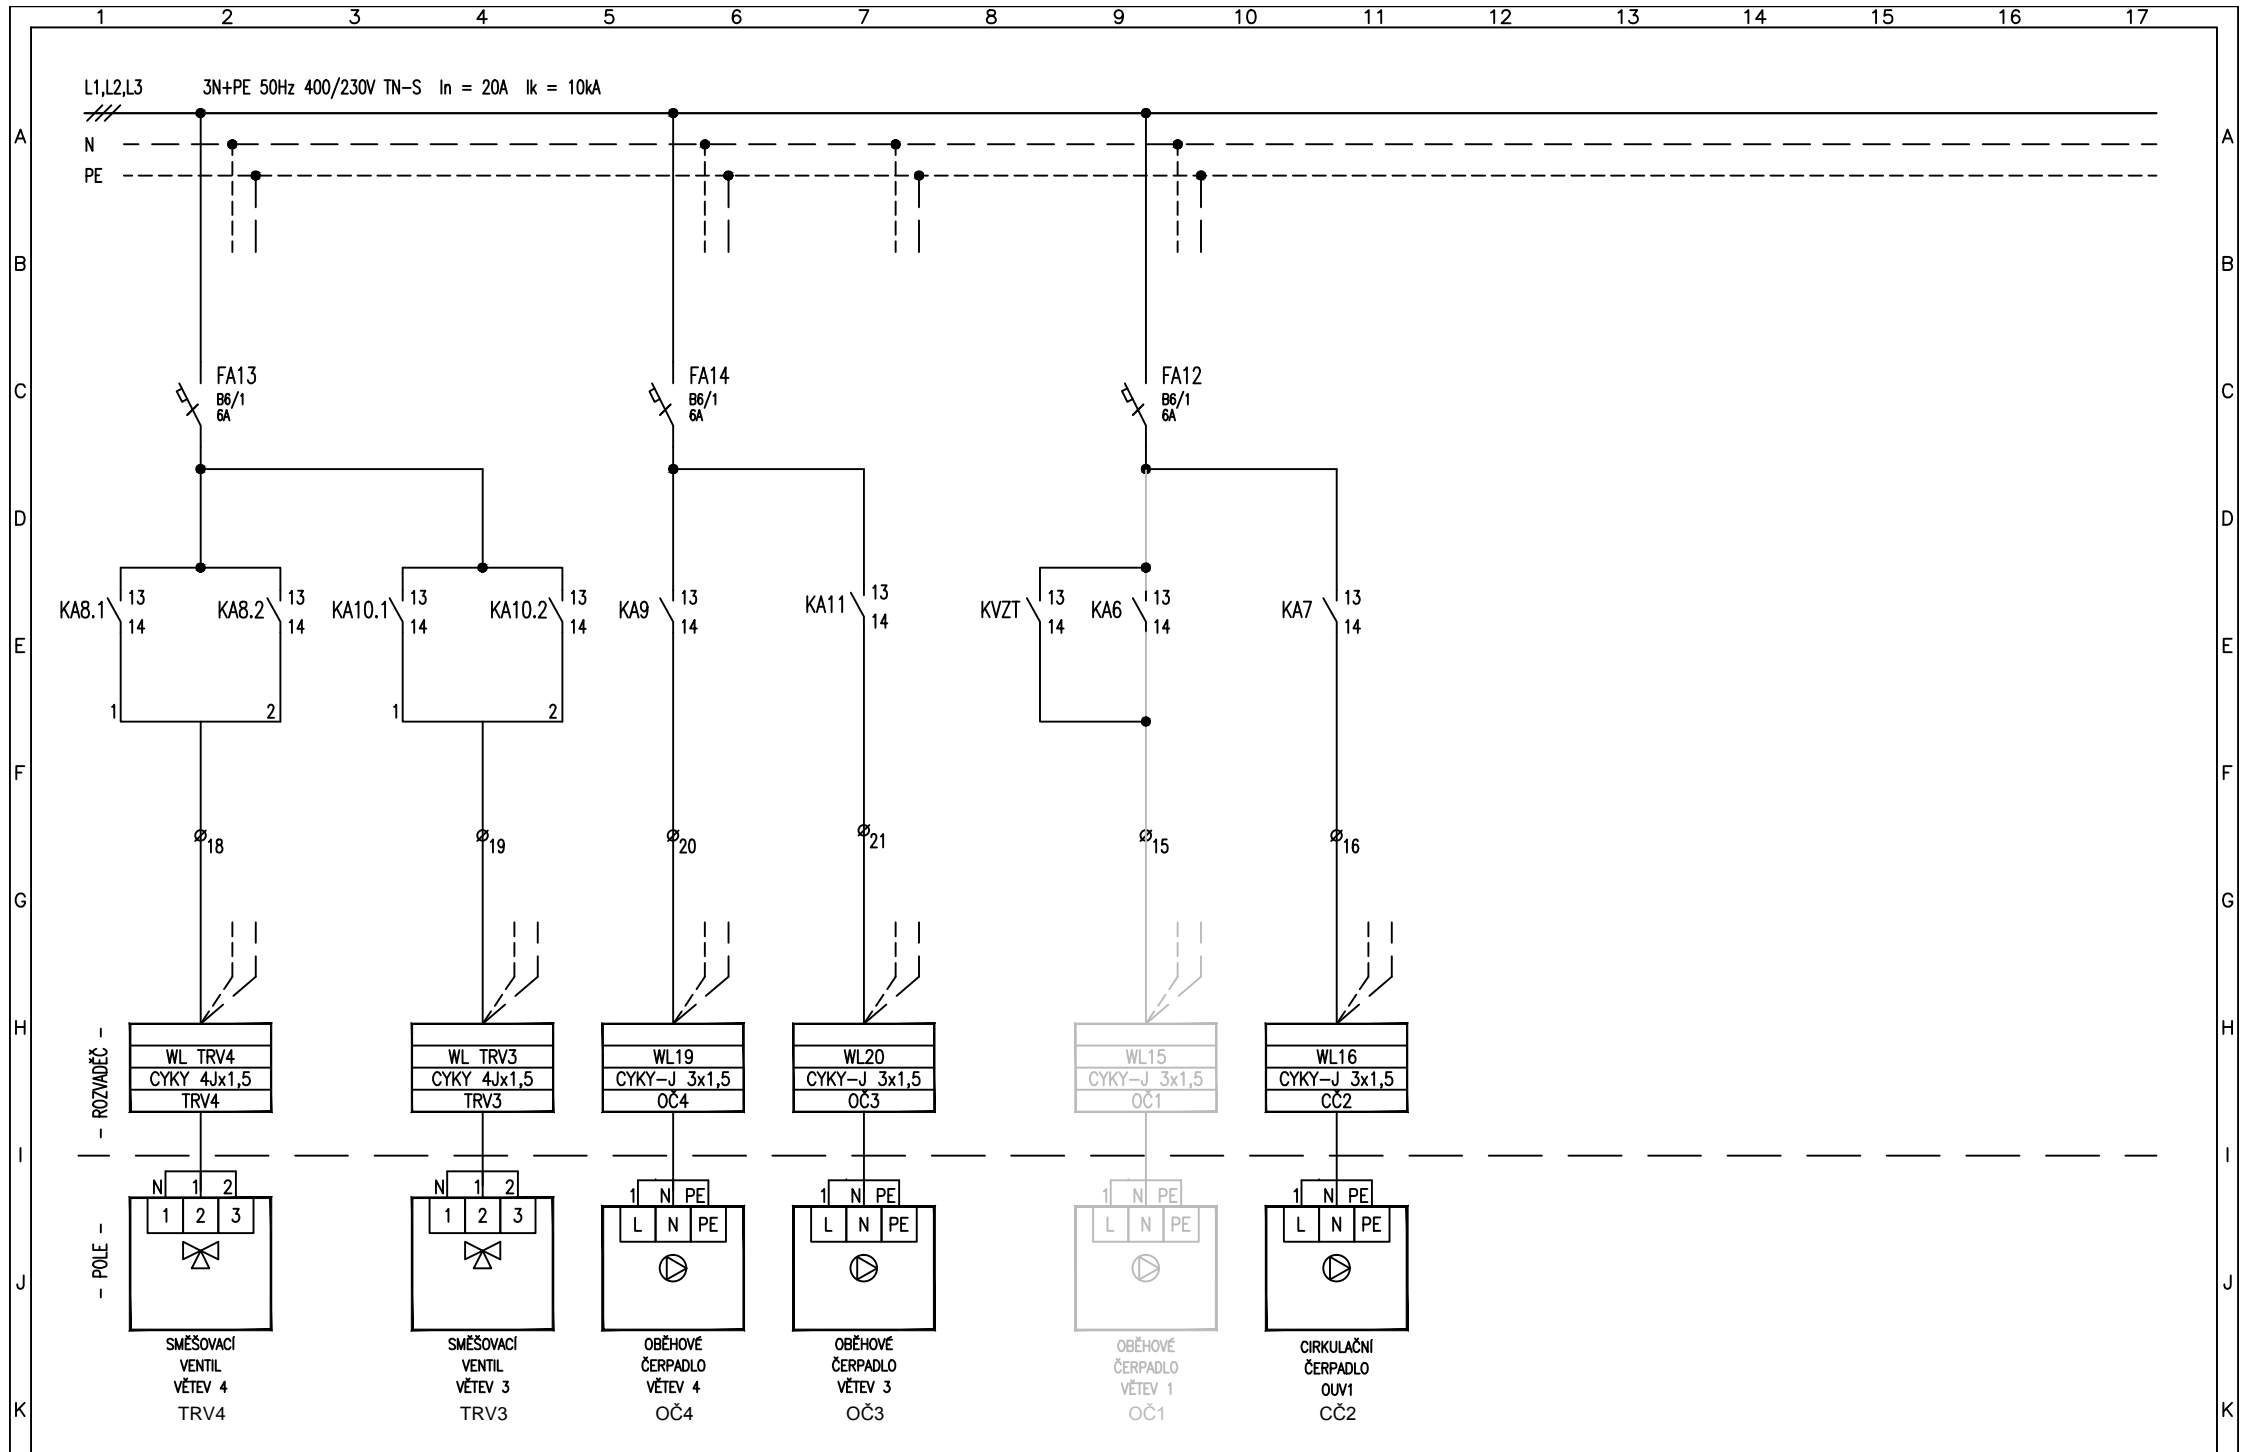 1 2 3 4 5 6 7 8 9 10 11 12 13 14 15 16 17
L1,L2,L3 3N+PE 50Hz 400/230V TN-S In = 20A Ik = 10kA
A A
N
PE
B B
FA13 FA14 FA12
C B6/1 B6/1 B6/1 C
6A 6A 6A
D D
13 13 13 13 13 13 13 13 13
KA8.1 KA8.2 KA10.1 KA10.2 KA9 KA11 KVZT KA6 KA7
14 14 14 14 14 14 14 14 14
E E
1 2 1 2
F F
18 19 20 21 15 16
G G
H H
- ROZVADĚČ -
WL TRV4 WL TRV3 WL19 WL20 WL15 WL16
CYKY 4Jx1,5 CYKY 4Jx1,5 CYKY-J 3x1,5 CYKY-J 3x1,5 CYKY-J 3x1,5 CYKY-J 3x1,5
TRV4 TRV3 OČ4 OČ3 OČ1 CČ2
I I
N 1 2 N 1 2 1 N PE 1 N PE 1 N PE 1 N PE
1 2 3 1 2 3 L N PE L N PE L N PE L N PE
- POLE -
J J
SMĚŠOVACÍ SMĚŠOVACÍ OBĚHOVÉ OBĚHOVÉ OBĚHOVÉ CIRKULAČNÍ
VENTIL VENTIL ČERPADLO ČERPADLO ČERPADLO ČERPADLO
VĚTEV 4 VĚTEV 3 VĚTEV 4 VĚTEV 3 VĚTEV 1 OUV1
K TRV4 TRV3 OČ4 OČ3 OČ1 CČ2 K